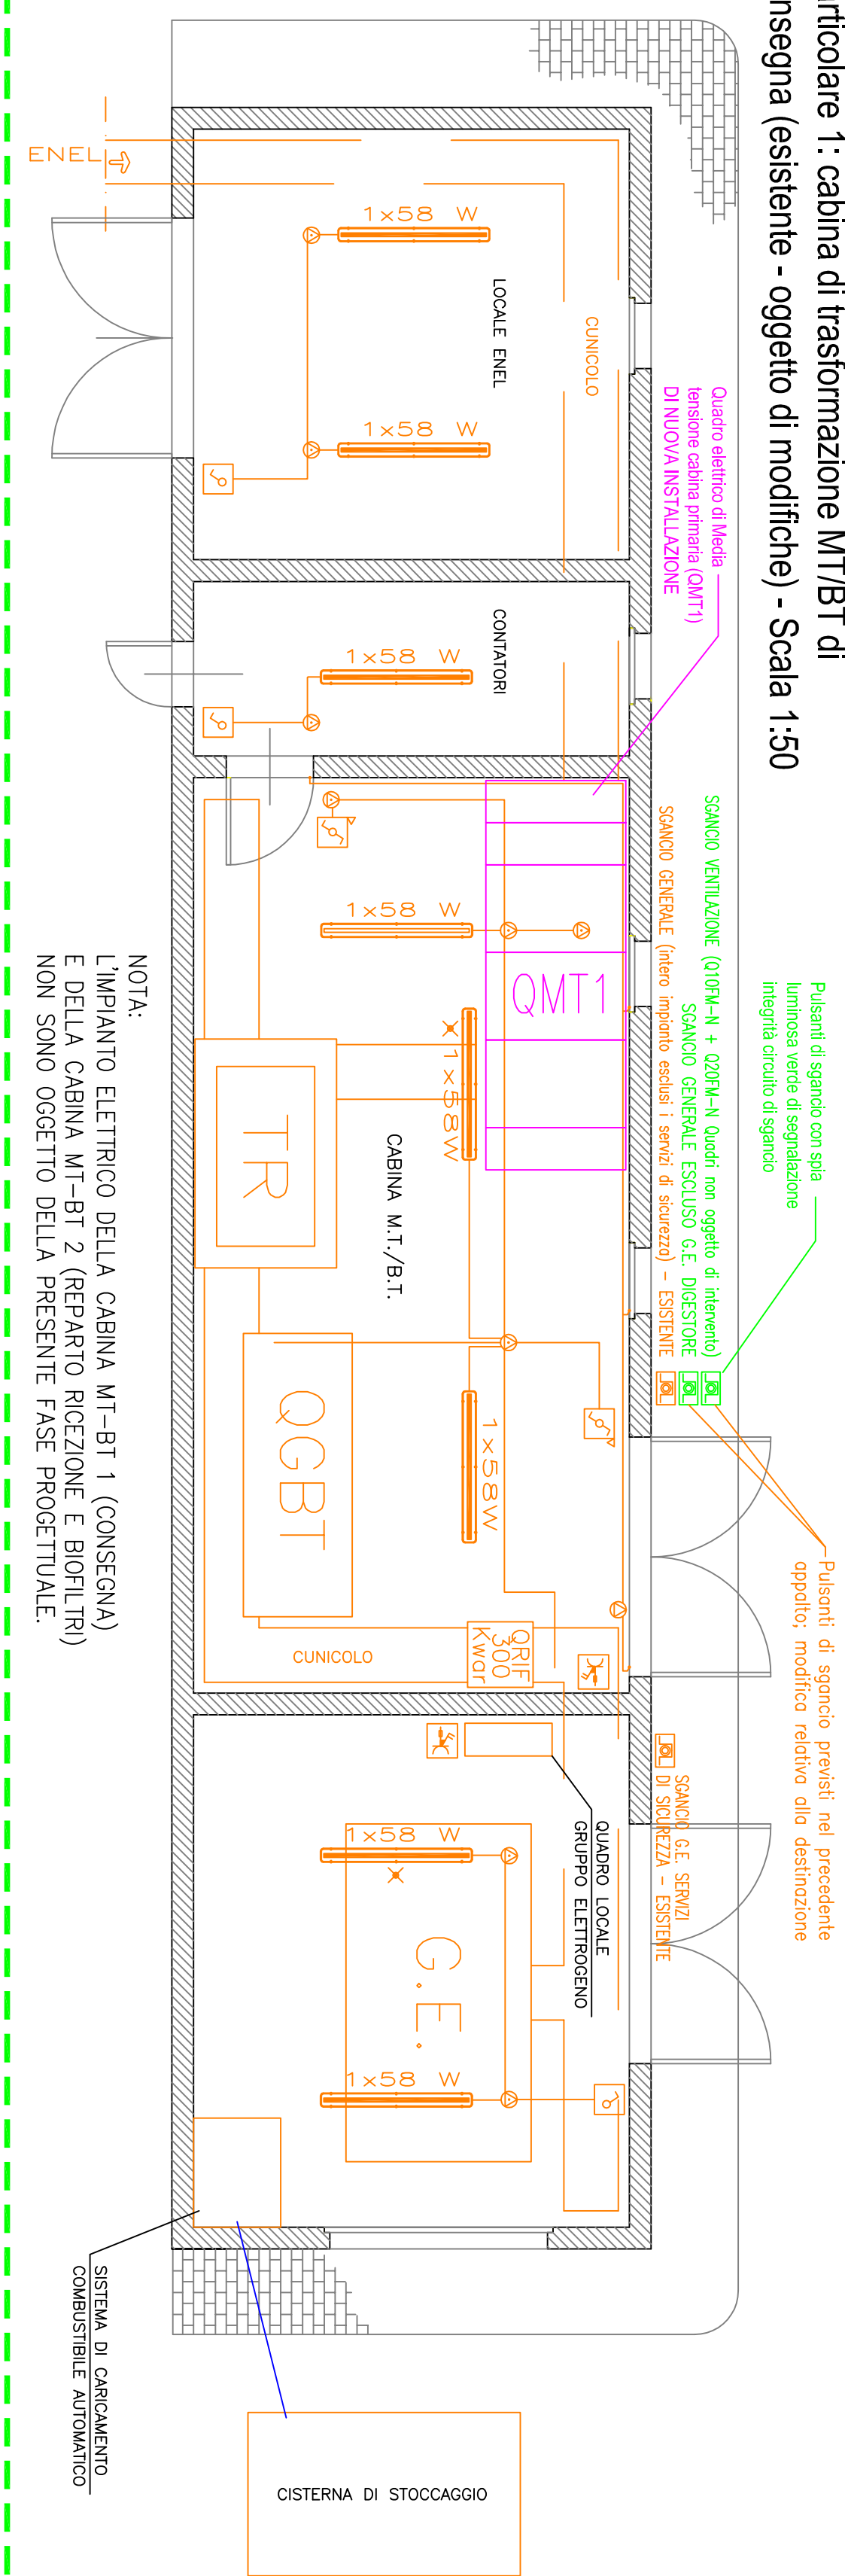 articolare 1: cabina di trasformazione MT/BT di
nsegna (esistente - oggetto di modifiche) - Scala 1:50
Pulsanti di sgancio con spia
luminosa verde di segnalazione
integrità circuito di sgancio
Pulsanti di sgancio previsti nel precedente
appalto; modifica relativa alla destinazione
Quadro elettrico di Media
tensione cabina primaria (QMT1)
DI NUOVA INSTALLAZIONE
SGANCIO VENTILAZIONE (Q10FM-N + Q20FM-N Quadri non oggetto di intervento)
SGANCIO GENERALE ESCLUSO G.E. DIGESTORE
SGANCIO GENERALE (intero impianto esclusi i servizi di sicurezza) - ESISTENTE
SGANCIO G.E. SERVIZI
DI SICUREZZA - ESISTENTE
CUNICOLO
LOCALE ENEL
1x58 W
1x58 W
ENEL
CONTATORI
1x58 W
QMT1
1x58 W
1x58W
CABINA M.T./B.T.
1x58W
TR
QGBT
CUNICOLO
QRIF
300
Kwar
QUADRO LOCALE
GRUPPO ELETTROGENO
1x58 W
G.E.
1x58 W
SISTEMA DI CARICAMENTO
COMBUSTIBILE AUTOMATICO
CISTERNA DI STOCCAGGIO
NOTA:
L'IMPIANTO ELETTRICO DELLA CABINA MT-BT 1 (CONSEGNA)
E DELLA CABINA MT-BT 2 (REPARTO RICEZIONE E BIOFILTRI)
NON SONO OGGETTO DELLA PRESENTE FASE PROGETTUALE.